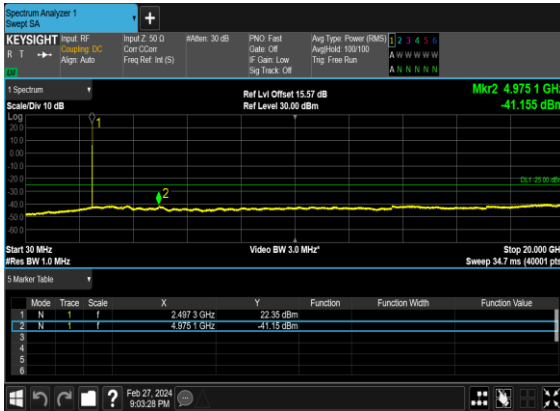 Spectrum Analyzer 1
Swept SA
+
KEYSIGHT Input: RF Input Z: 50 Ω #Atten: 30 dB PNO: Fast Avg Type: Power (RMS) 1 2 3 4 5 6
R T Coupling: DC Corr CCorr Gate: Off Avg|Hold: 100/100 A W W W W W
Align: Auto Freq Ref: Int (S) IF Gain: Low Trig: Free Run
Sig Track: Off A N N N N N
1 Spectrum Ref Lvl Offset 15.57 dB Mkr2 4.975 1 GHz
Scale/Div 10 dB Ref Level 30.00 dBm -41.155 dBm
Log
1
20.0
10.0
0.00
-10.0
-20.0
DL1 -25.00 dBm
-30.0
2
-40.0
-50.0
-60.0
Start 30 MHz Video BW 3.0 MHz* Stop 20.000 GHz
#Res BW 1.0 MHz Sweep 34.7 ms (40001 pts)
5 Marker Table
Mode Trace Scale X Y Function Function Width Function Value
1 N 1 f 2.497 3 GHz 22.35 dBm
2 N 1 f 4.975 1 GHz -41.15 dBm
3
4
5
6
? Feb 27, 2024
9:03:28 PM